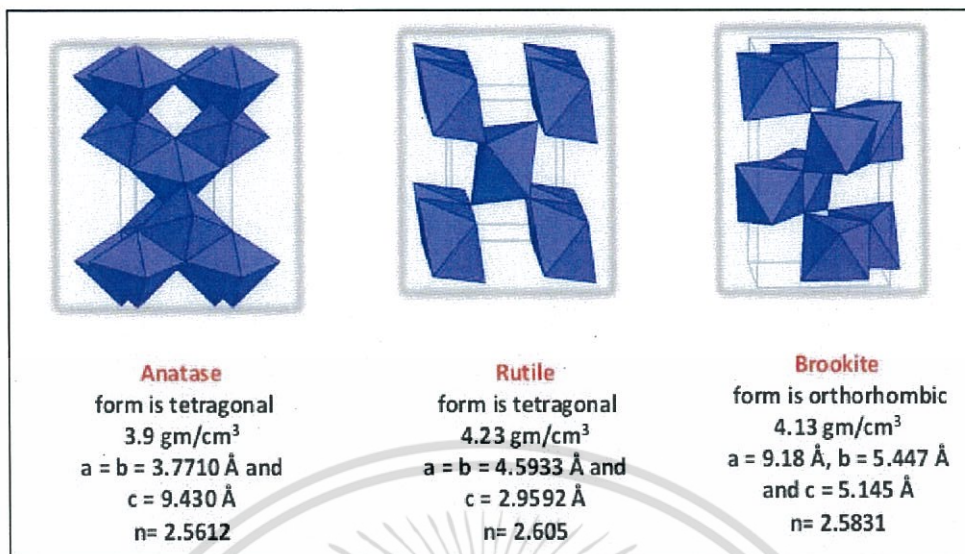 Anatase
form is tetragonal
3.9 gm/cm³
a = b = 3.7710 Å and
c = 9.430 Å
n= 2.5612
Rutile
form is tetragonal
4.23 gm/cm³
a = b = 4.5933 Å and
c = 2.9592 Å
n= 2.605
Brookite
form is orthorhombic
4.13 gm/cm³
a = 9.18 Å, b = 5.447 Å
and c = 5.145 Å
n= 2.5831